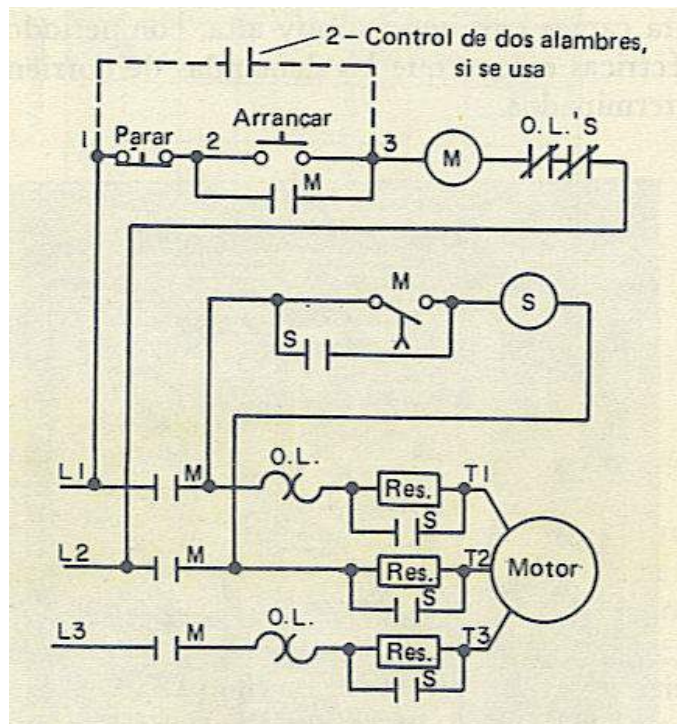 2 – Control de dos alambres,
si se usa
1 Parar 2 Arrancar 3 M O.L.'S
M
M S
S
L1 M O.L. Res. T1
S
L2 M Res. T2 Motor
S
L3 M O.L. Res. T3
S